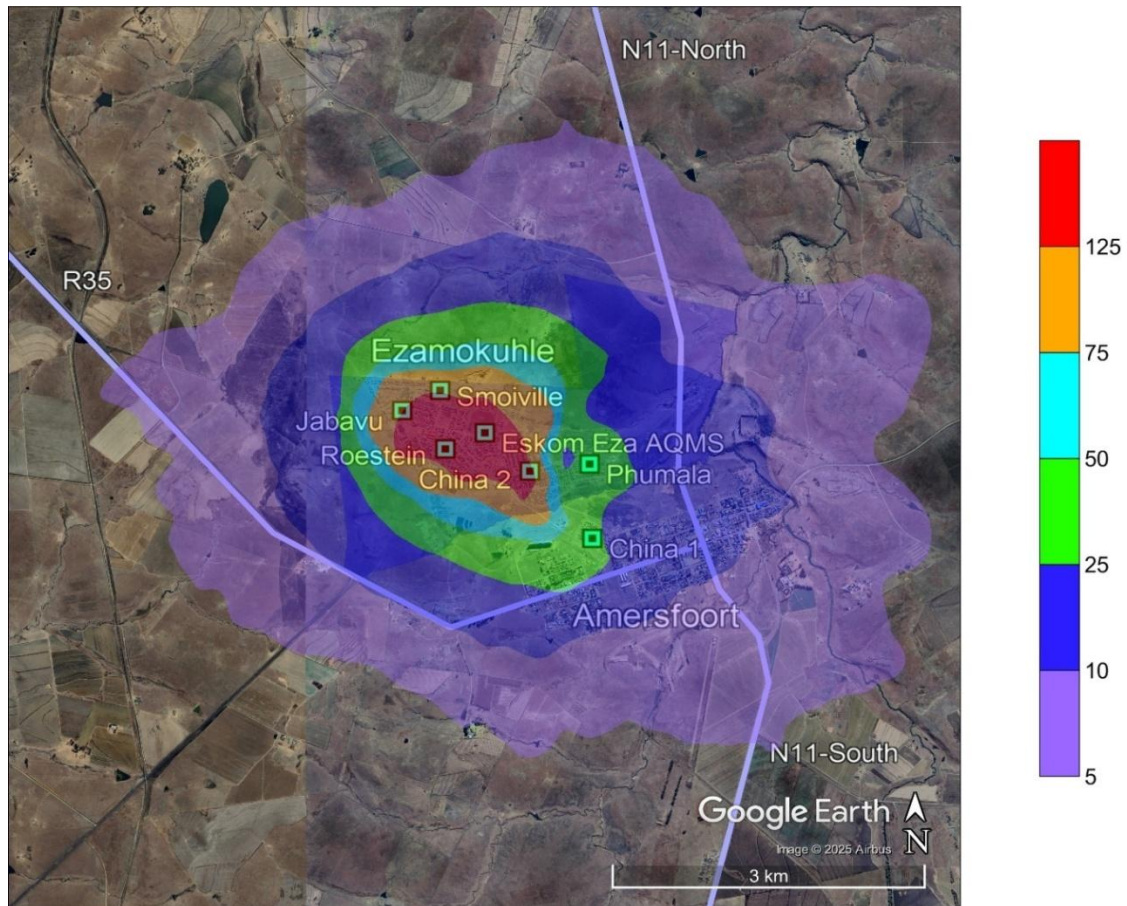 N11-North
R35
125
75
Ezamokuhle
Smoiville
Jabavu
50
Eskom Eza AQMS
Roestein
Phumala
China 2
China 1
25
Amersfoort
10
N11-South
5
Google Earth
N
Image © 2025 Airbus
3 km